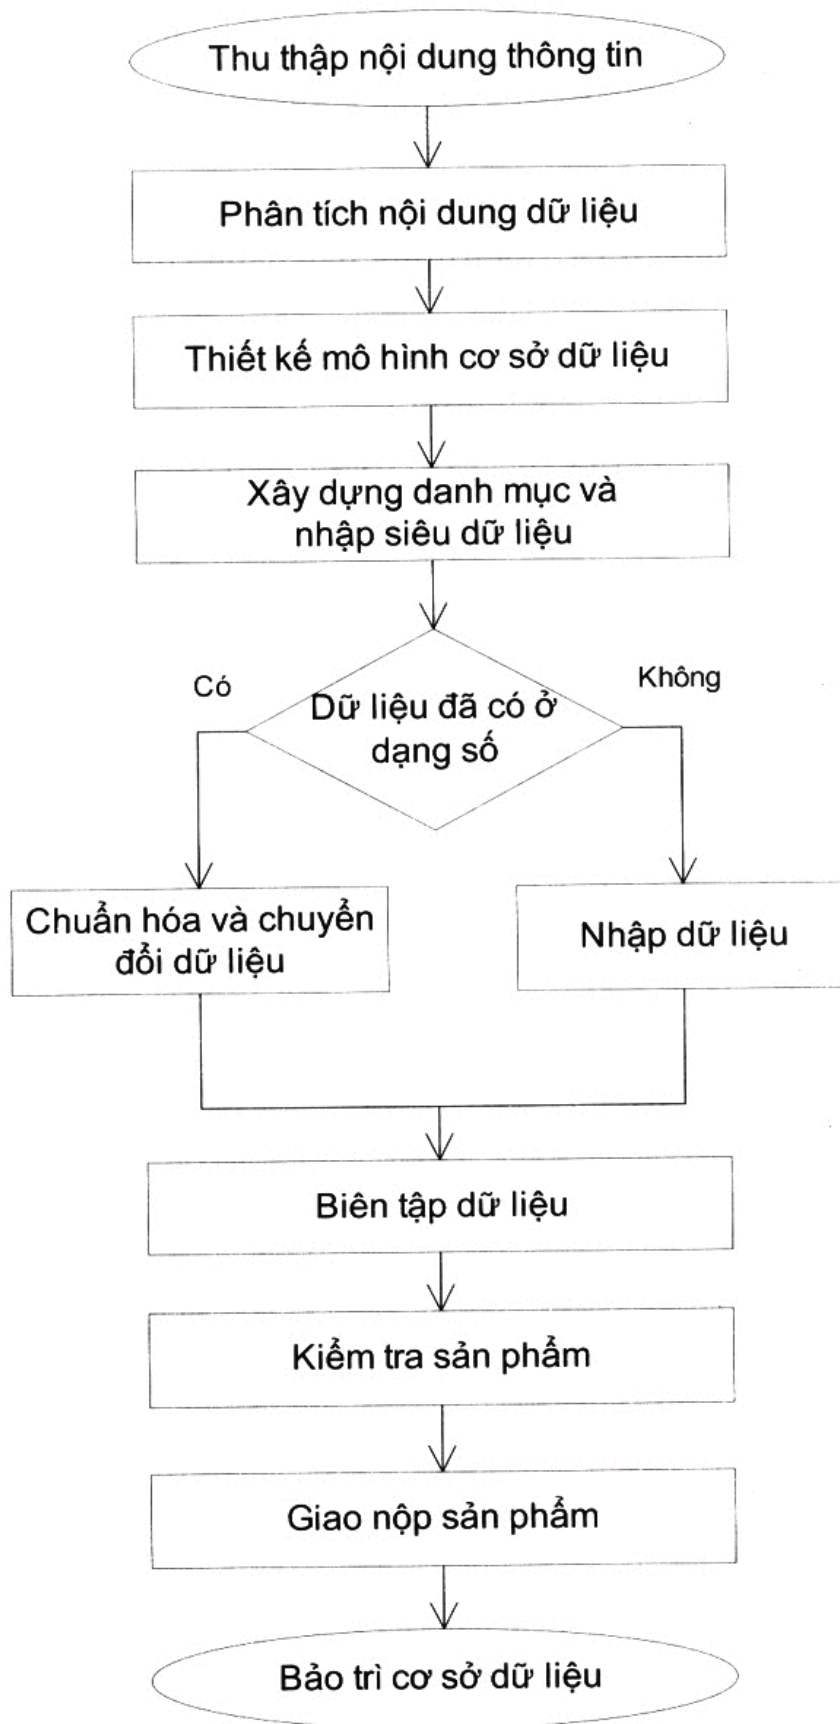 Thu thập nội dung thông tin
Phân tích nội dung dữ liệu
Thiết kế mô hình cơ sở dữ liệu
Xây dựng danh mục và
nhập siêu dữ liệu
Có
Không
Dữ liệu đã có ở
dạng số
Chuẩn hóa và chuyển
đổi dữ liệu
Nhập dữ liệu
Biên tập dữ liệu
Kiểm tra sản phẩm
Giao nộp sản phẩm
Bảo trì cơ sở dữ liệu